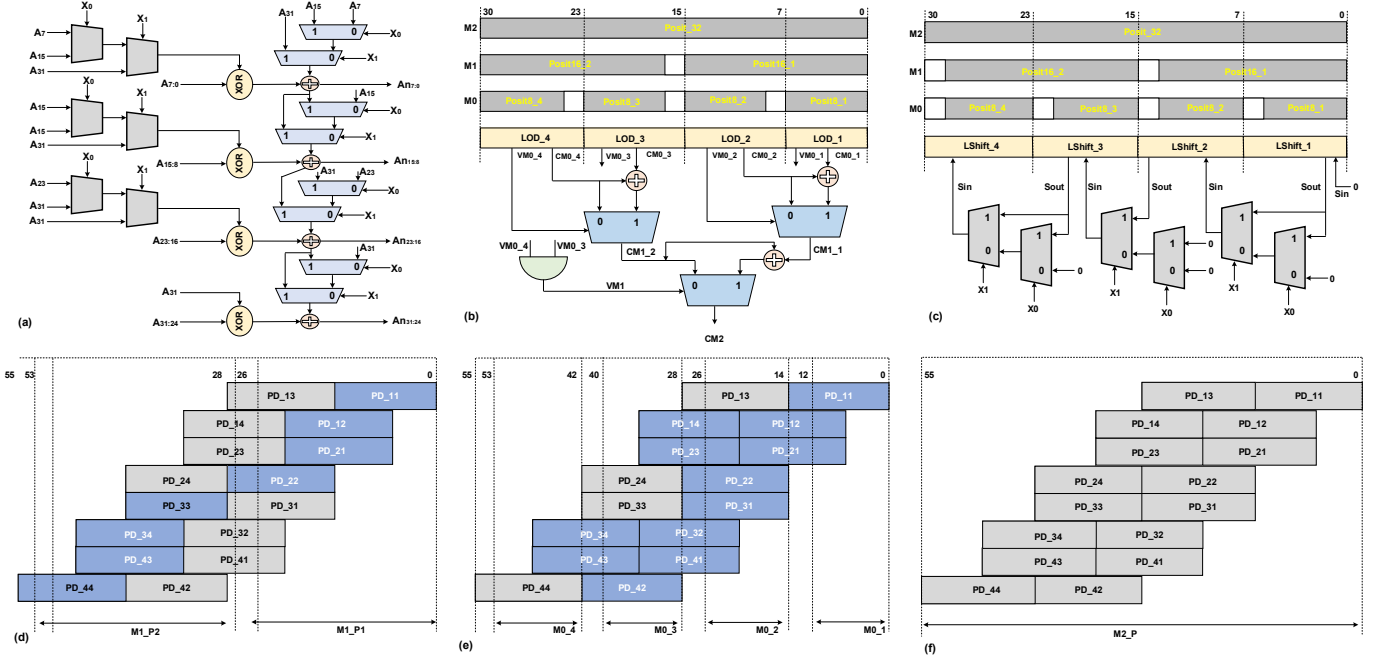 X0
X1
A7
A15
A31
A7:0
XOR
X0
X1
A15
A15
A31
A15:8
XOR
X0
X1
A23
A31
A31
A23:16
XOR
A31
A31:24
XOR
A31
A15
A7
1 0
X0
1 0
X1
An7:0
A15
1 0
X0
1 0
X1
An15:8
A31
A23
1 0
X0
1 0
X1
An23:16
A31
1 0
X0
1 0
X1
An31:24
(a)
30 23 15 7 0
M2 Posit_32
M1 Posit16_2 Posit16_1
M0 Posit8_4 Posit8_3 Posit8_2 Posit8_1
LOD_4 LOD_3 LOD_2 LOD_1
VM0_4 CM0_4 VM0_3 CM0_3 VM0_2 CM0_2 VM0_1 CM0_1
0 1 0 1
VM0_4 VM0_3 CM1_2 CM1_1
0 1
VM1
CM2
(b)
30 23 15 7 0
M2 Posit_32
M1 Posit16_2 Posit16_1
M0 Posit8_4 Posit8_3 Posit8_2 Posit8_1
LShift_4 LShift_3 LShift_2 LShift_1
Sin Sout Sin Sout Sin Sout Sin 0
1 0 1 0 0
1 0 1 0 0
1 0 1 0 0
X1 X0 X1 X0 X1 X0
(c)
55 53 28 26 0
PD_13 PD_11
PD_14 PD_12
PD_23 PD_21
PD_24 PD_22
PD_33 PD_31
PD_34 PD_32
PD_43 PD_41
PD_44 PD_42
M1_P2 M1_P1
(d)
55 53 42 40 28 26 14 12 0
PD_13 PD_11
PD_14 PD_12
PD_23 PD_21
PD_24 PD_22
PD_33 PD_31
PD_34 PD_32
PD_43 PD_41
PD_44 PD_42
M0_4 M0_3 M0_2 M0_1
(e)
55 0
PD_13 PD_11
PD_14 PD_12
PD_23 PD_21
PD_24 PD_22
PD_33 PD_31
PD_34 PD_32
PD_43 PD_41
PD_44 PD_42
M2_P
(f)